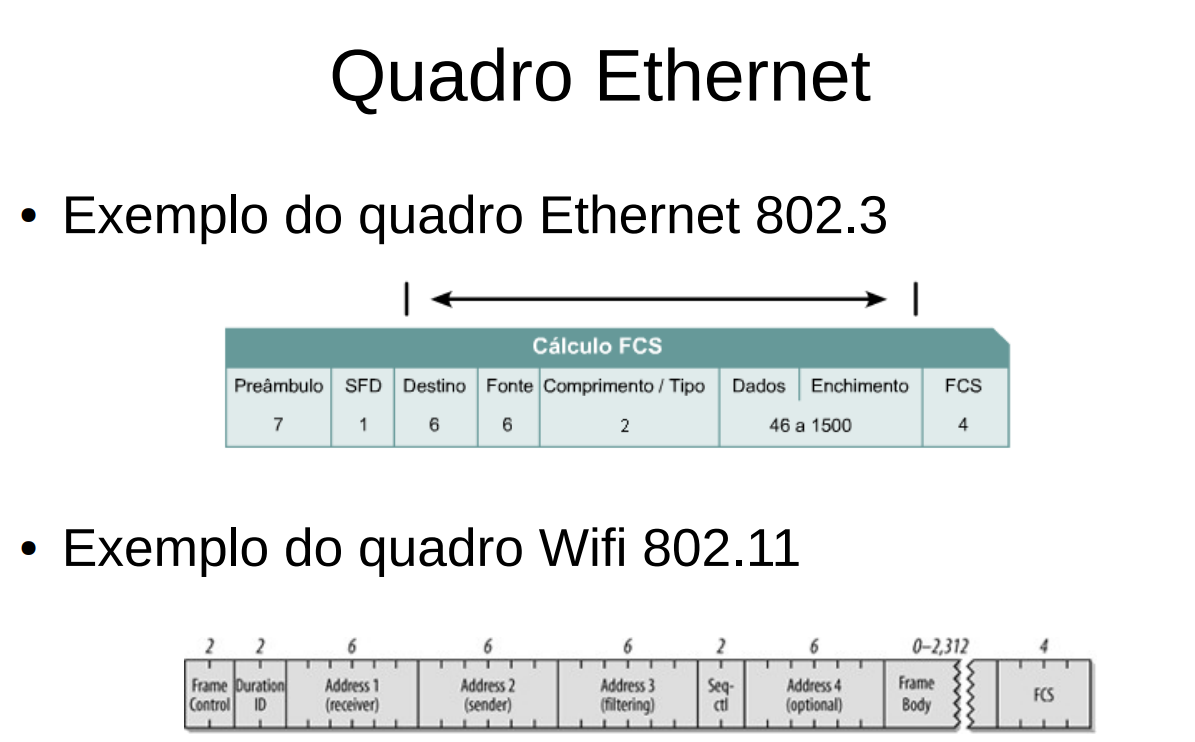 Quadro Ethernet
• Exemplo do quadro Ethernet 802.3
Cálculo FCS
Preâmbulo SFD Destino Fonte Comprimento / Tipo Dados Enchimento FCS
7 1 6 6 2 46 a 1500 4
• Exemplo do quadro Wifi 802.11
2 2 6 6 6 2 6 0–2,312 4
Frame Duration Address 1 Address 2 Address 3 Seq- Address 4 Frame FCS
Control ID (receiver) (sender) (filtering) ctl (optional) Body